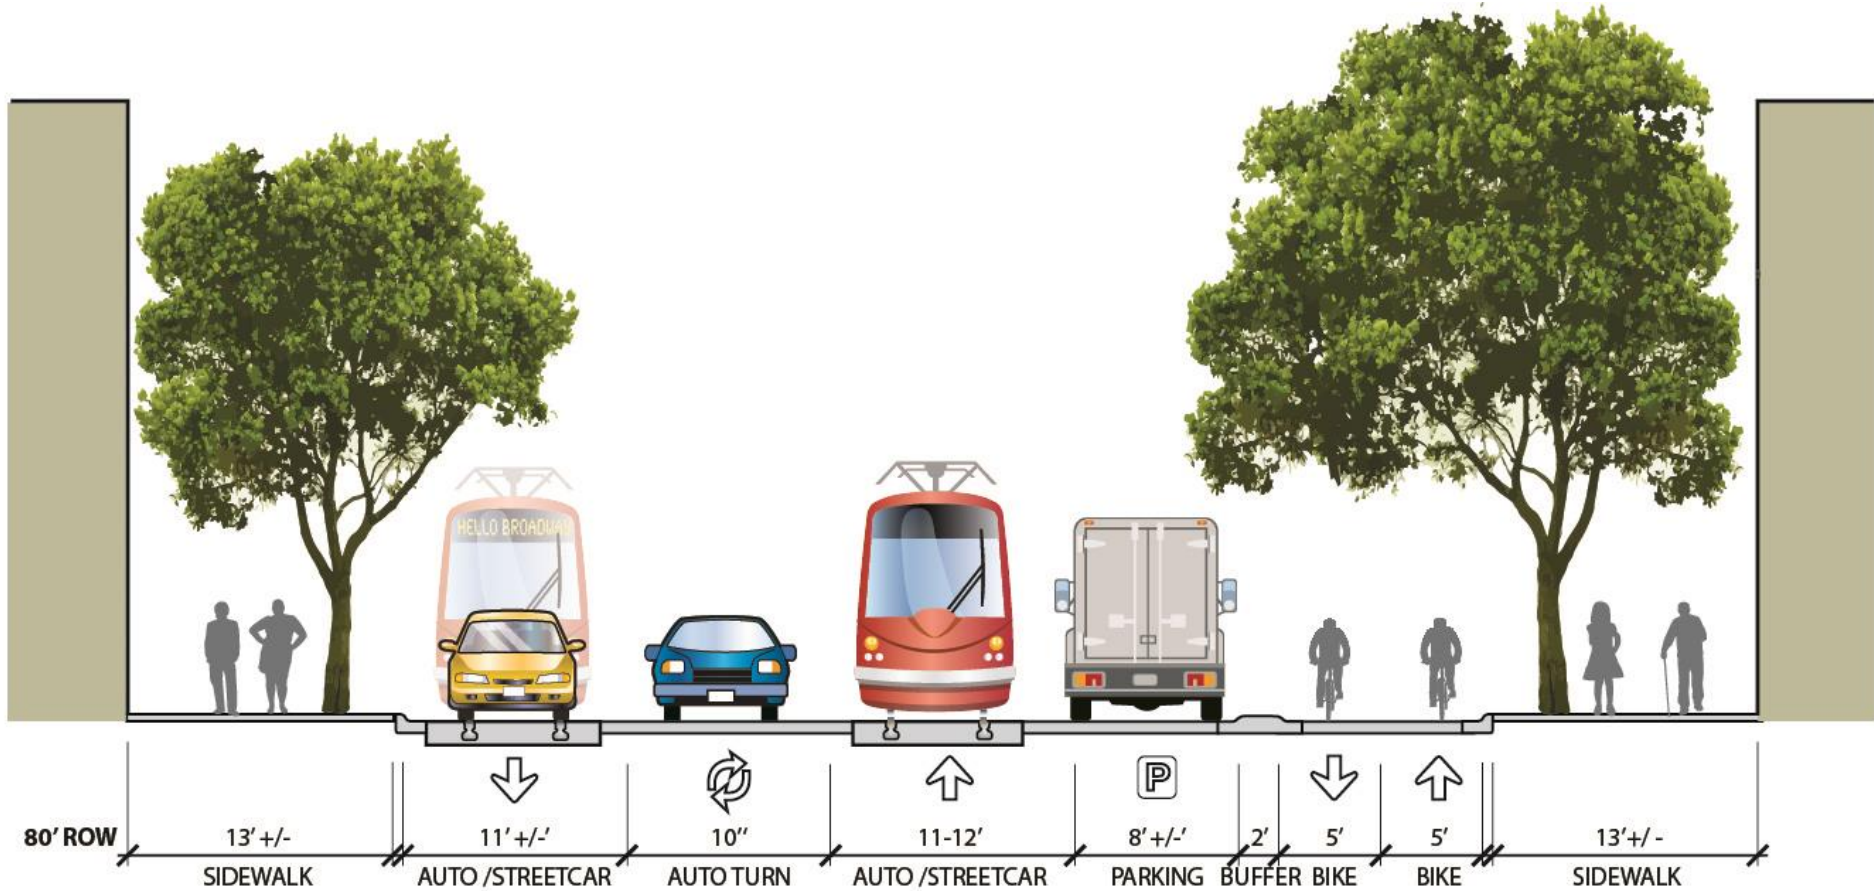 HELLO BROADWAY
P
80' ROW 13' +/- 11' +/-' 10'' 11-12' 8' +/-' 2' 5' 5' 13' +/ -
SIDEWALK AUTO /STREETCAR AUTO TURN AUTO /STREETCAR PARKING BUFFER BIKE BIKE SIDEWALK